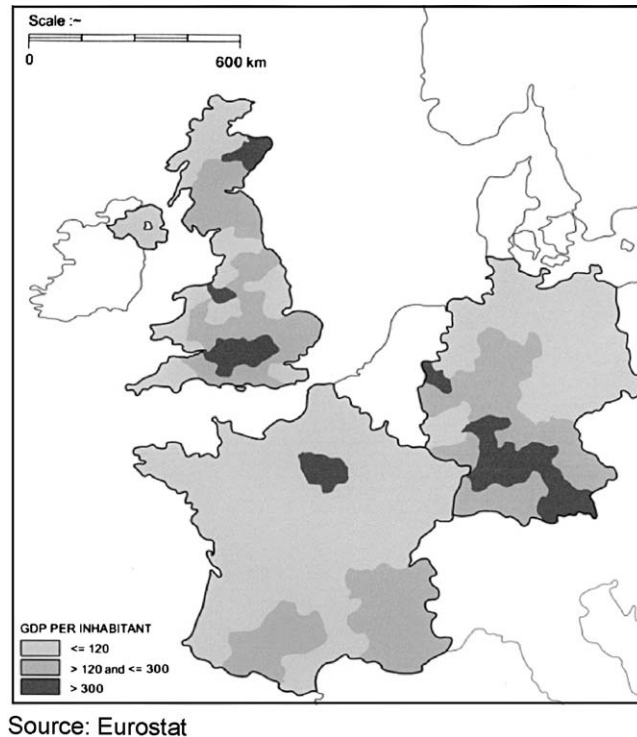 Scale :~
0 600 km
GDP PER INHABITANT
<= 120
> 120 and <= 300
> 300
Source: Eurostat